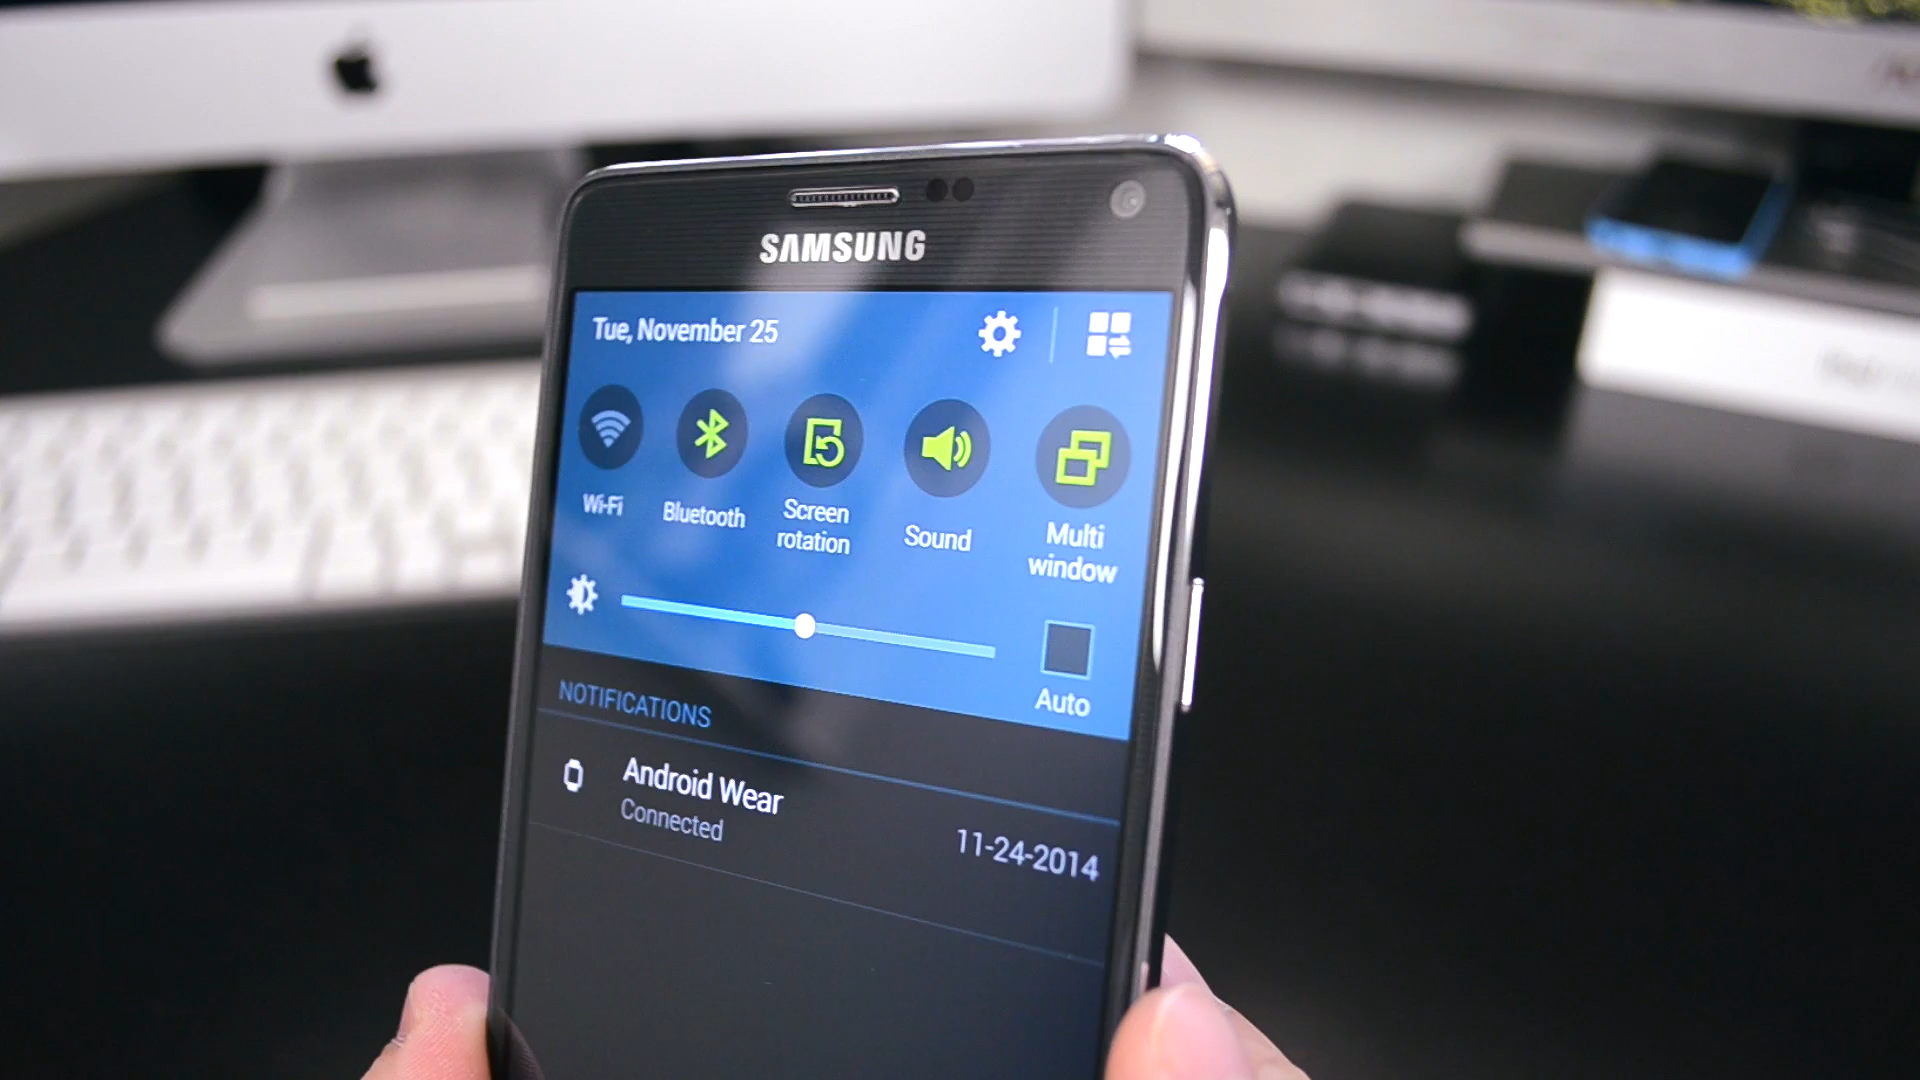 SAMSUNG
Tue, November 25
Wi-Fi
Bluetooth
Screen
rotation
Sound
Multi
window
Auto
NOTIFICATIONS
Android Wear
Connected
11-24-2014